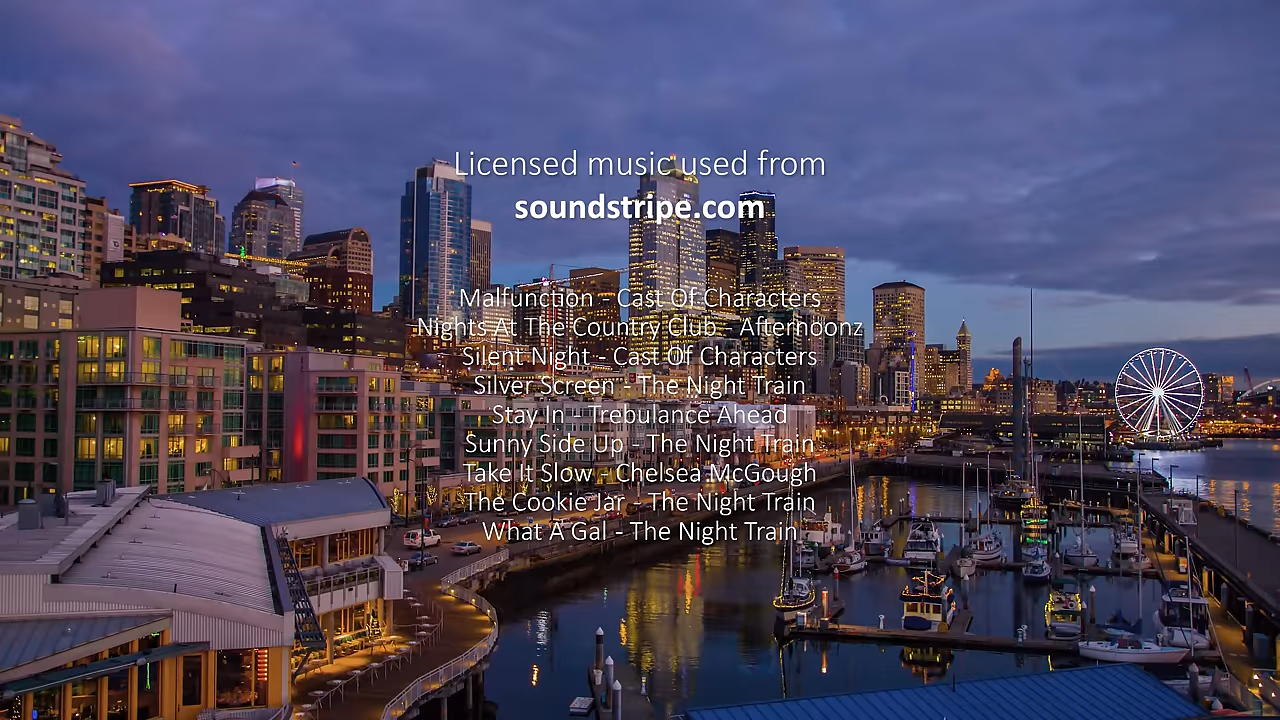 Licensed music used from
soundstripe.com
Malfunction - Cast Of Characters
Nights At The Country Club - Afternoonz
Silent Night - Cast Of Characters
Silver Screen - The Night Train
Stay In - Trebulance Ahead
Sunny Side Up - The Night Train
Take It Slow - Chelsea McGough
The Cookie Jar - The Night Train
What A Gal - The Night Train